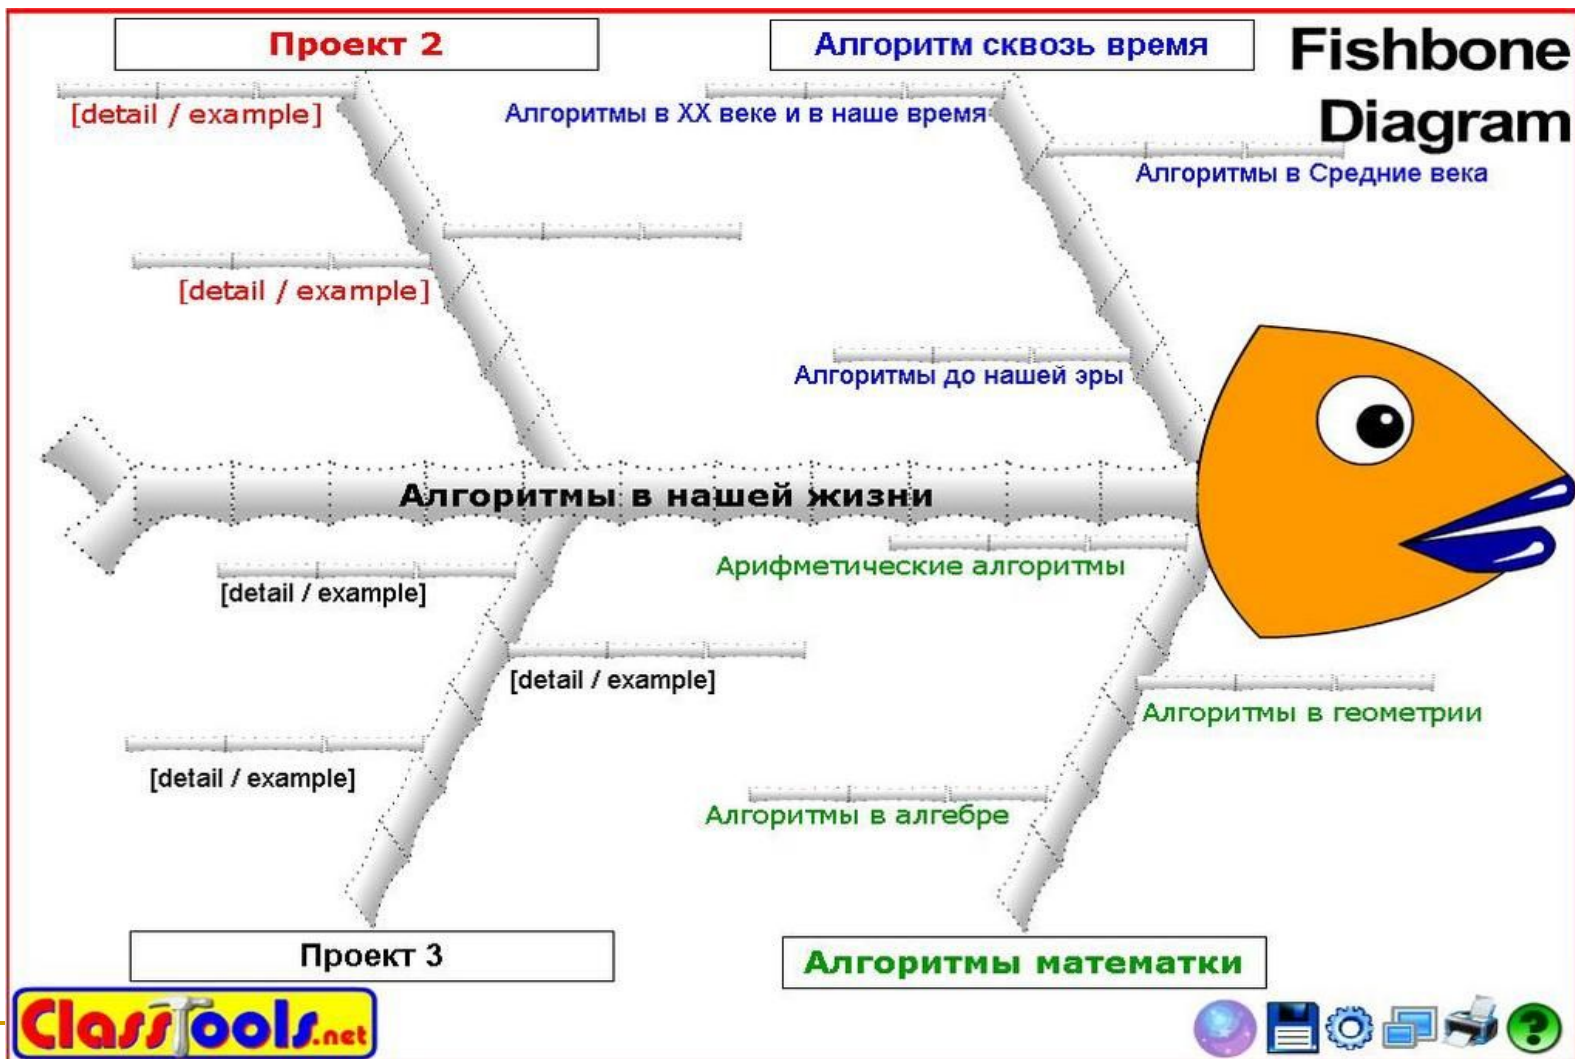 Проект 2
Алгоритм сквозь время
Fishbone
Diagram
[detail / example]
Алгоритмы в XX веке и в наше время
Алгоритмы в Средние века
[detail / example]
Алгоритмы до нашей эры
Алгоритмы в нашей жизни
Арифметические алгоритмы
[detail / example]
[detail / example]
Алгоритмы в геометрии
[detail / example]
Алгоритмы в алгебре
Проект 3
Алгоритмы математки
ClassTools.net
?